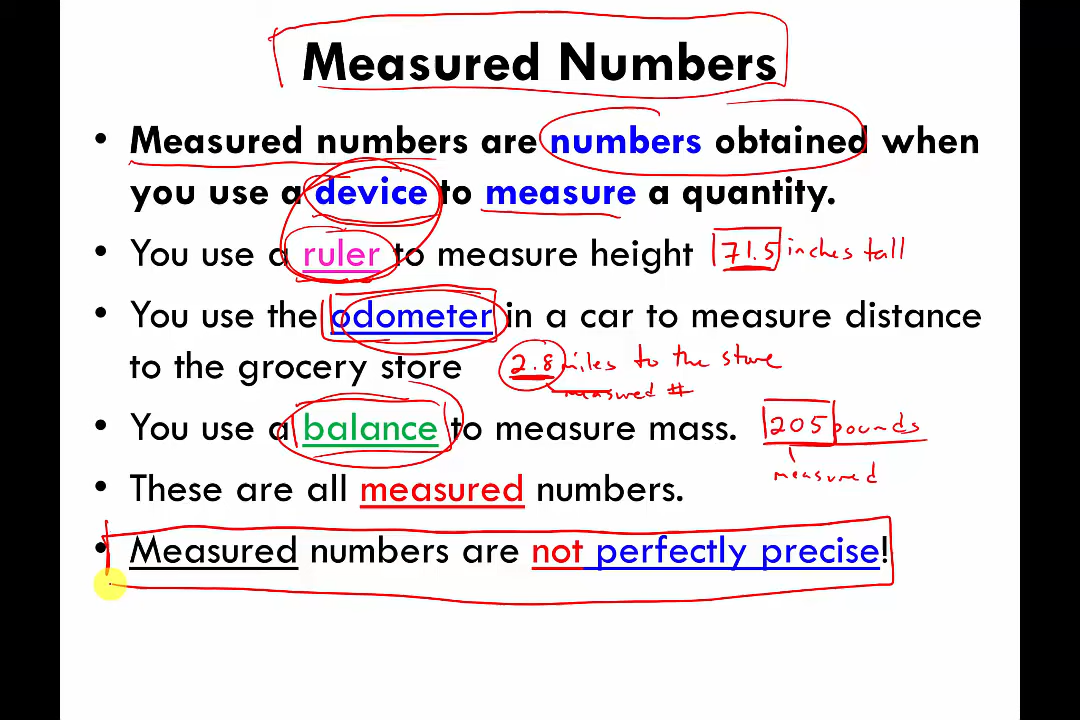 Measured Numbers
• Measured numbers are numbers obtained when
you use a device to measure a quantity.
• You use a ruler to measure height 71.5 inches tall
• You use the odometer in a car to measure distance
to the grocery store 2.8 miles to the store
measured #
• You use a balance to measure mass. 205 pounds
measured
• These are all measured numbers.
• Measured numbers are not perfectly precise!